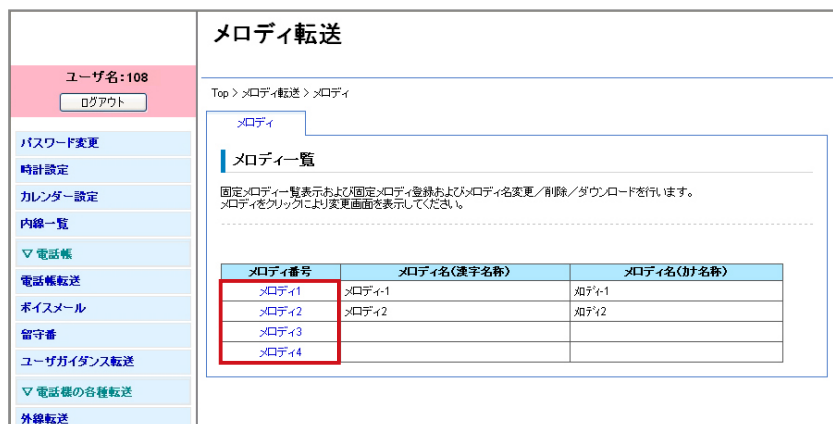 メロディ転送
ユーザ名:108
ログアウト
Top > メロディ転送 > メロディ
メロディ
パスワード変更
時計設定
カレンダー設定
内線一覧
▽ 電話帳
電話帳転送
ボイスメール
留守番
ユーザガイダンス転送
▽ 電話機の各種転送
外線転送
メロディ一覧
固定メロディ一覧表示および固定メロディ登録およびメロディ名変更／削除／ダウンロードを行います。
メロディをクリックにより変更画面を表示してください。
メロディ番号 メロディ名(漢字名称) メロディ名(ｶﾅ名称)
メロディ1 メロディ-1 ﾒﾛﾃﾞｨ-1
メロディ2 メロディ2 ﾒﾛﾃﾞｨ2
メロディ3
メロディ4